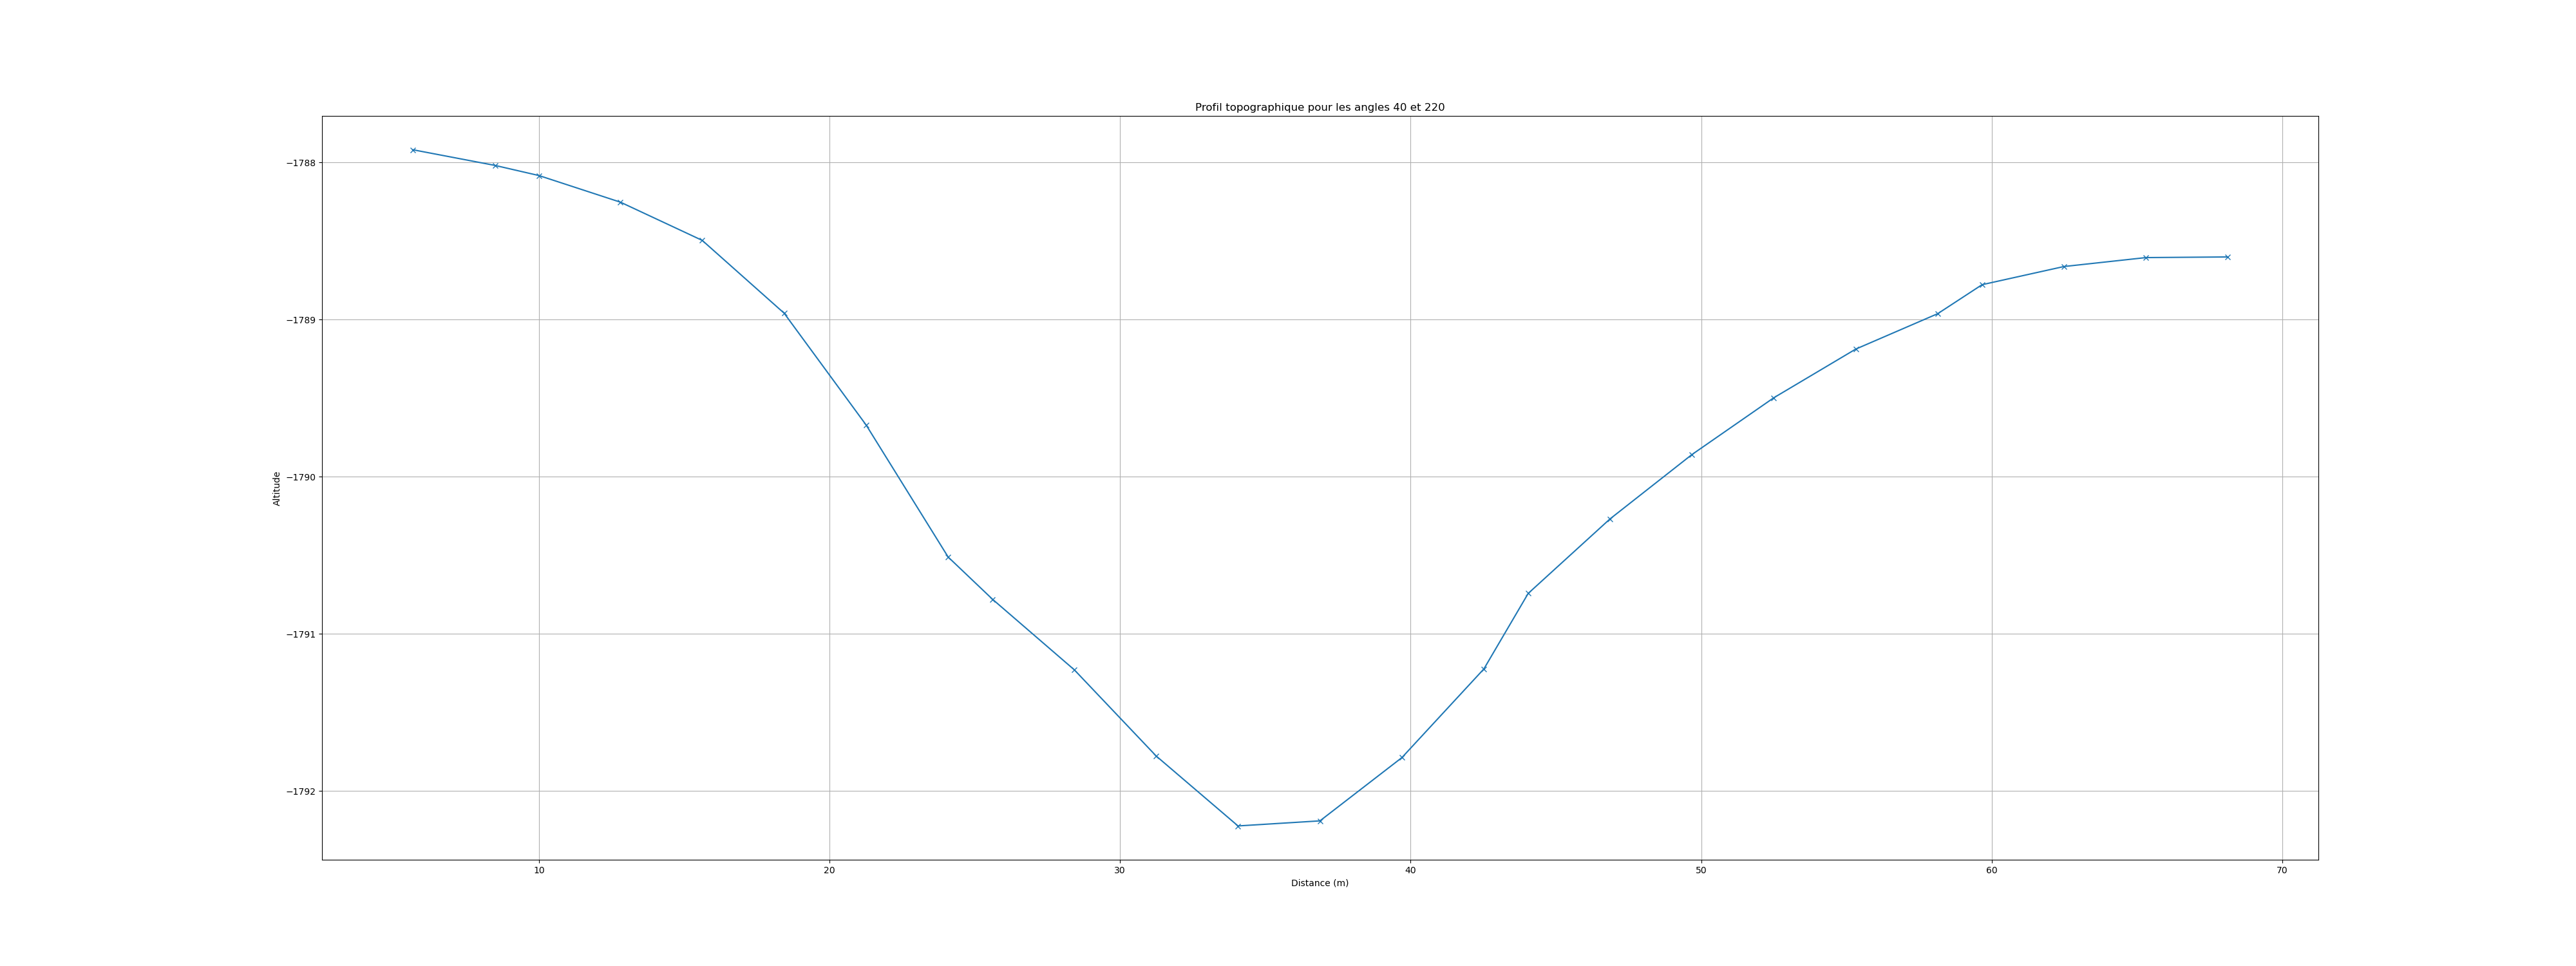 Profil topographique pour les angles 40 et 220
−1788
−1789
−1790
−1791
−1792
Altitude
10 20 30 40 50 60 70
Distance (m)